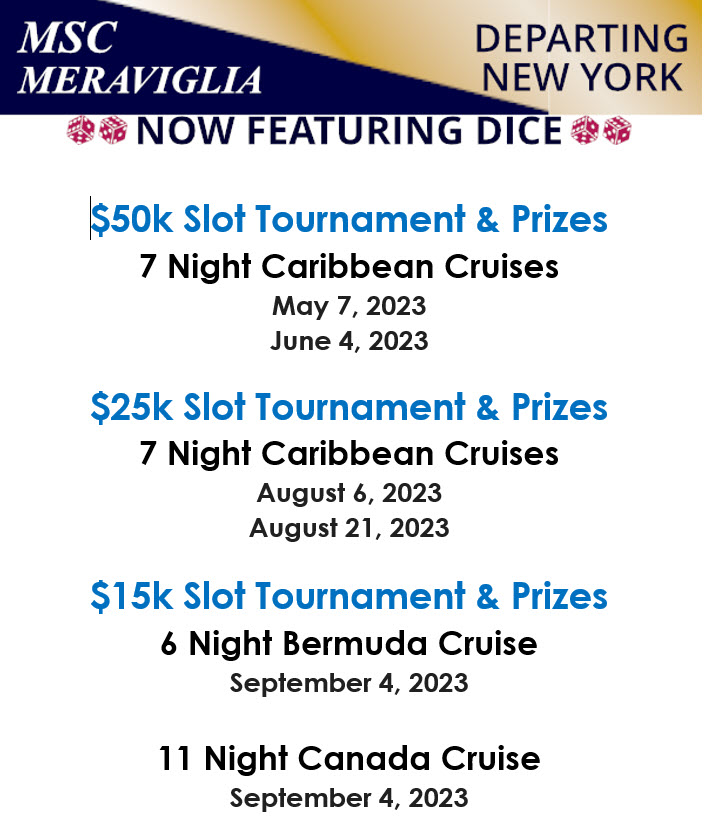 MSC
MERAVIGLIA
DEPARTING
NEW YORK
NOW FEATURING DICE
$50k Slot Tournament & Prizes
7 Night Caribbean Cruises
May 7, 2023
June 4, 2023
$25k Slot Tournament & Prizes
7 Night Caribbean Cruises
August 6, 2023
August 21, 2023
$15k Slot Tournament & Prizes
6 Night Bermuda Cruise
September 4, 2023
11 Night Canada Cruise
September 4, 2023